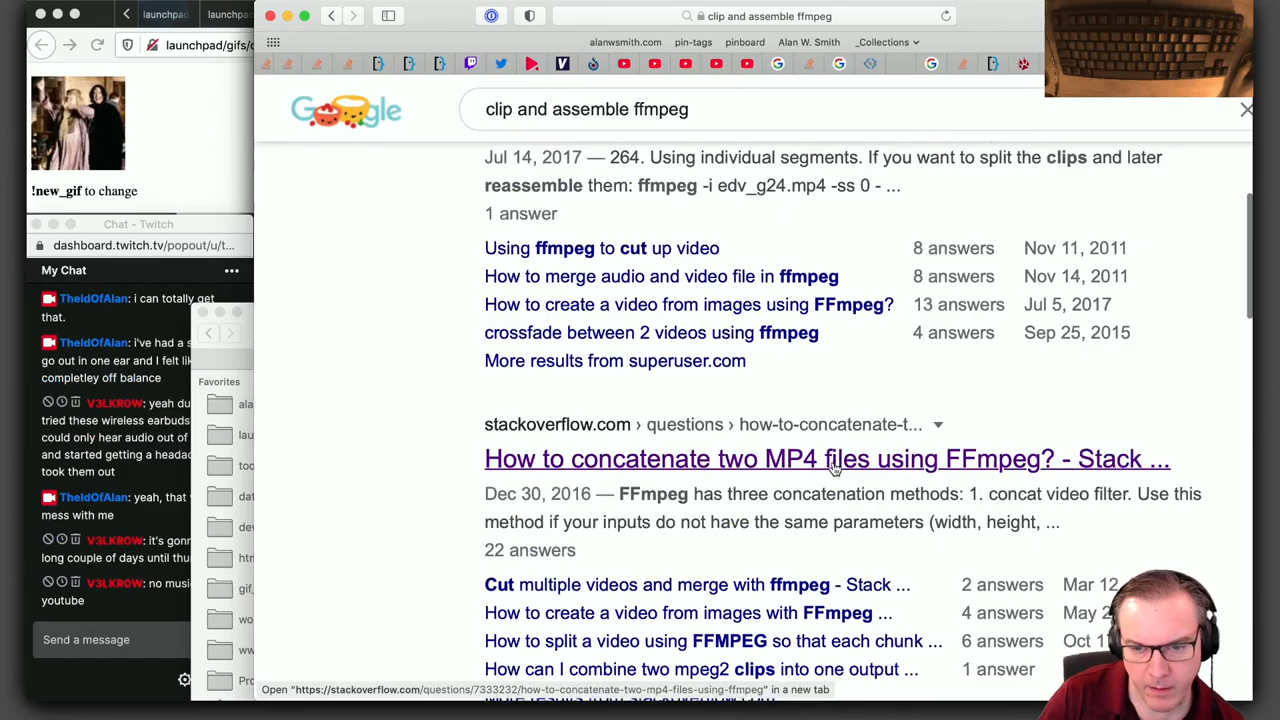 launchpad
launchpad
launchpad/gifs/
!new_gif to change
Chat - Twitch
dashboard.twitch.tv/popout/u/t...
My Chat
TheIdOfAlan: i can totally get
that.
TheIdOfAlan: i've had a
go out in one ear and I felt
completley off balance
V3LKR0W: yeah
tried these wireless earbuds
could only hear audio out of
and started getting a
took them out
TheIdOfAlan: yeah, that
mess with me
V3LKR0W: it's
long couple of days until
V3LKR0W: no
youtube
Send a message
Favorites
clip and assemble ffmpeg
alanwsmith.com pin-tags pinboard Alan W. Smith _Collections
Google
clip and assemble ffmpeg
Jul 14, 2017 — 264. Using individual segments. If you want to split the clips and later
reassemble them: ffmpeg -i edv_g24.mp4 -ss 0 - ...
1 answer
Using ffmpeg to cut up video 8 answers Nov 11, 2011
How to merge audio and video file in ffmpeg 8 answers Nov 14, 2011
How to create a video from images using FFmpeg? 13 answers Jul 5, 2017
crossfade between 2 videos using ffmpeg 4 answers Sep 25, 2015
More results from superuser.com
stackoverflow.com › questions › how-to-concatenate-t...
How to concatenate two MP4 files using FFmpeg? - Stack ...
Dec 30, 2016 — FFmpeg has three concatenation methods: 1. concat video filter. Use this
method if your inputs do not have the same parameters (width, height, ...
22 answers
Cut multiple videos and merge with ffmpeg - Stack ... 2 answers Mar 12
How to create a video from images with FFmpeg ... 4 answers May
How to split a video using FFMPEG so that each chunk ... 6 answers Oct
How can I combine two mpeg2 clips into one output ... 1 answer
Open "https://stackoverflow.com/questions/7333232/how-to-concatenate-two-mp4-files-using-ffmpeg" in a new tab